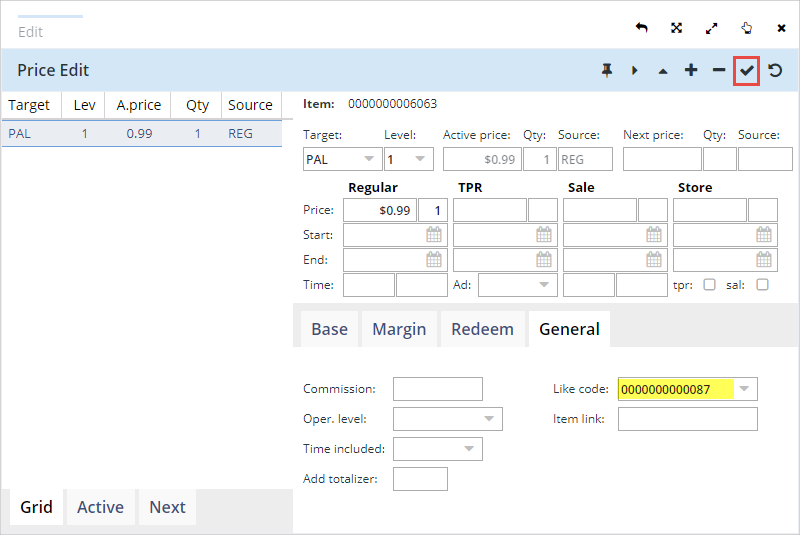 Edit
Price Edit
Target Lev A.price Qty Source
PAL 1 0.99 1 REG
Item: 0000000006063
Target: Level: Active price: Qty: Source: Next price: Qty: Source:
PAL 1 $0.99 1 REG
Regular TPR Sale Store
Price: $0.99 1
Start:
End:
Time: Ad: tpr: sal:
Base Margin Redeem General
Commission: Like code: 0000000000087
Oper. level: Item link:
Time included:
Add totalizer:
Grid Active Next